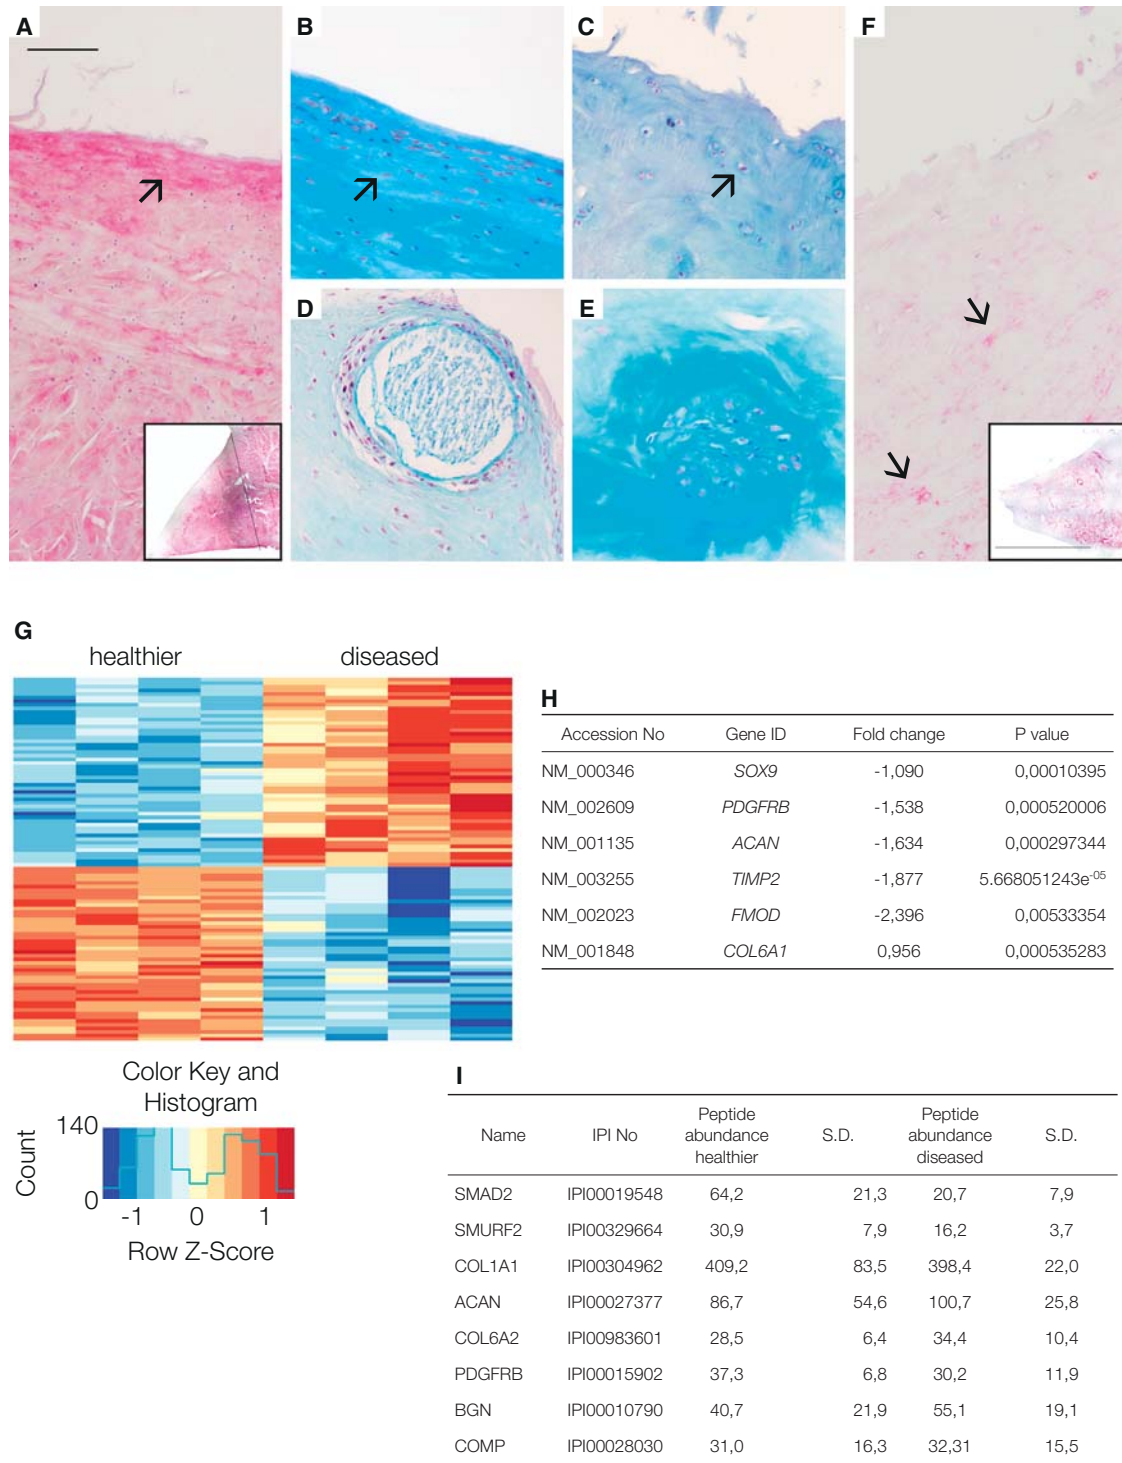 A
B
C
F
D
E
G
healthier diseased
H
Accession No Gene ID Fold change P value
NM_000346 SOX9 -1,090 0,00010395
NM_002609 PDGFRB -1,538 0,000520006
NM_001135 ACAN -1,634 0,000297344
NM_003255 TIMP2 -1,877 5.668051243e-05
NM_002023 FMOD -2,396 0,00533354
NM_001848 COL6A1 0,956 0,000535283
Color Key and
Histogram
140
Count
0
-1 0 1
Row Z-Score
I
Name IPI No Peptide abundance healthier S.D. Peptide abundance diseased S.D.
SMAD2 IPI00019548 64,2 21,3 20,7 7,9
SMURF2 IPI00329664 30,9 7,9 16,2 3,7
COL1A1 IPI00304962 409,2 83,5 398,4 22,0
ACAN IPI00027377 86,7 54,6 100,7 25,8
COL6A2 IPI00983601 28,5 6,4 34,4 10,4
PDGFRB IPI00015902 37,3 6,8 30,2 11,9
BGN IPI00010790 40,7 21,9 55,1 19,1
COMP IPI00028030 31,0 16,3 32,31 15,5